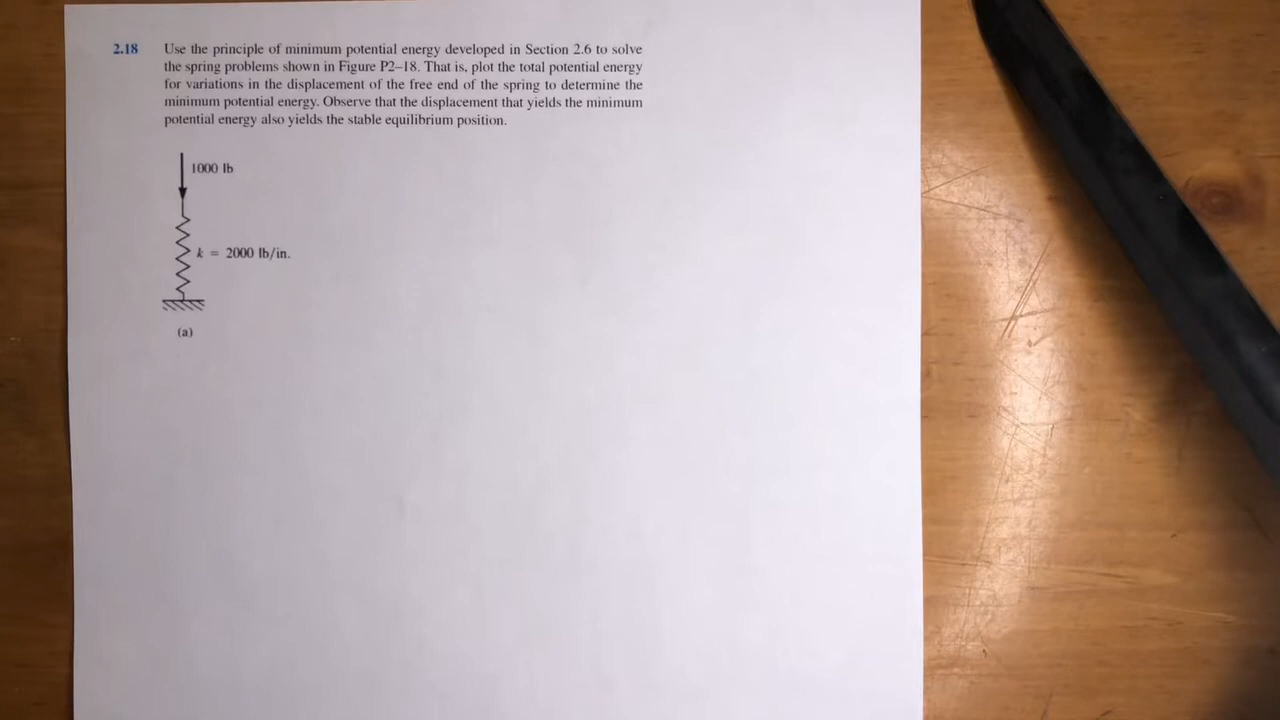 2.18 Use the principle of minimum potential energy developed in Section 2.6 to solve
the spring problems shown in Figure P2–18. That is, plot the total potential energy
for variations in the displacement of the free end of the spring to determine the
minimum potential energy. Observe that the displacement that yields the minimum
potential energy also yields the stable equilibrium position.
1000 lb
k = 2000 lb/in.
(a)